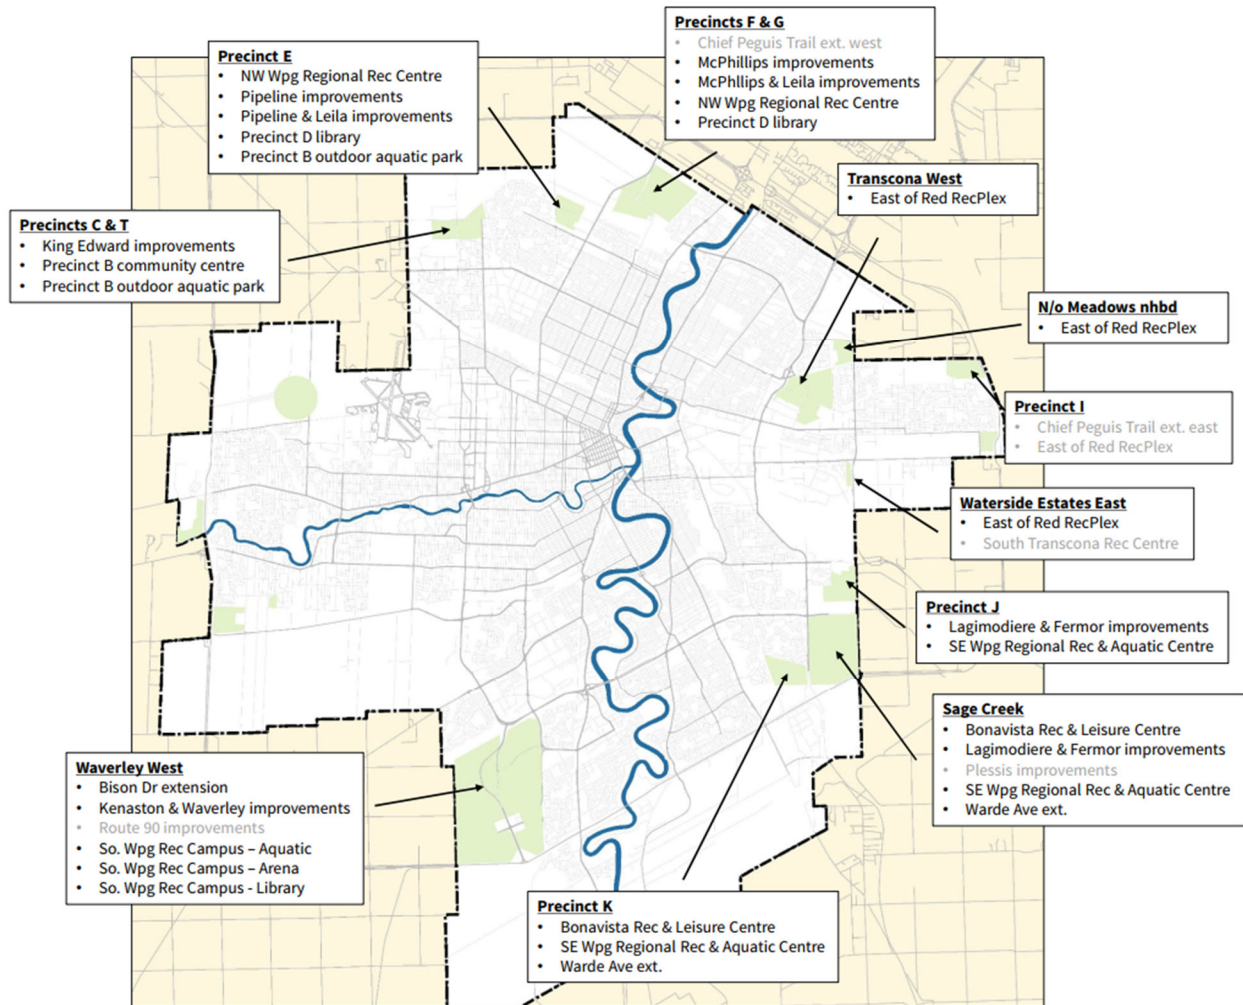 Precincts F & G
• Chief Peguis Trail ext. west
• McPhillips improvements
• McPhllips & Leila improvements
• NW Wpg Regional Rec Centre
• Precinct D library
Precinct E
• NW Wpg Regional Rec Centre
• Pipeline improvements
• Pipeline & Leila improvements
• Precinct D library
• Precinct B outdoor aquatic park
Transcona West
• East of Red RecPlex
Precincts C & T
• King Edward improvements
• Precinct B community centre
• Precinct B outdoor aquatic park
N/o Meadows nhbd
• East of Red RecPlex
Precinct I
• Chief Peguis Trail ext. east
• East of Red RecPlex
Waterside Estates East
• East of Red RecPlex
• South Transcona Rec Centre
Precinct J
• Lagimodiere & Fermor improvements
• SE Wpg Regional Rec & Aquatic Centre
Sage Creek
• Bonavista Rec & Leisure Centre
• Lagimodiere & Fermor improvements
• Plessis improvements
• SE Wpg Regional Rec & Aquatic Centre
• Warde Ave ext.
Waverley West
• Bison Dr extension
• Kenaston & Waverley improvements
• Route 90 improvements
• So. Wpg Rec Campus – Aquatic
• So. Wpg Rec Campus – Arena
• So. Wpg Rec Campus - Library
Precinct K
• Bonavista Rec & Leisure Centre
• SE Wpg Regional Rec & Aquatic Centre
• Warde Ave ext.